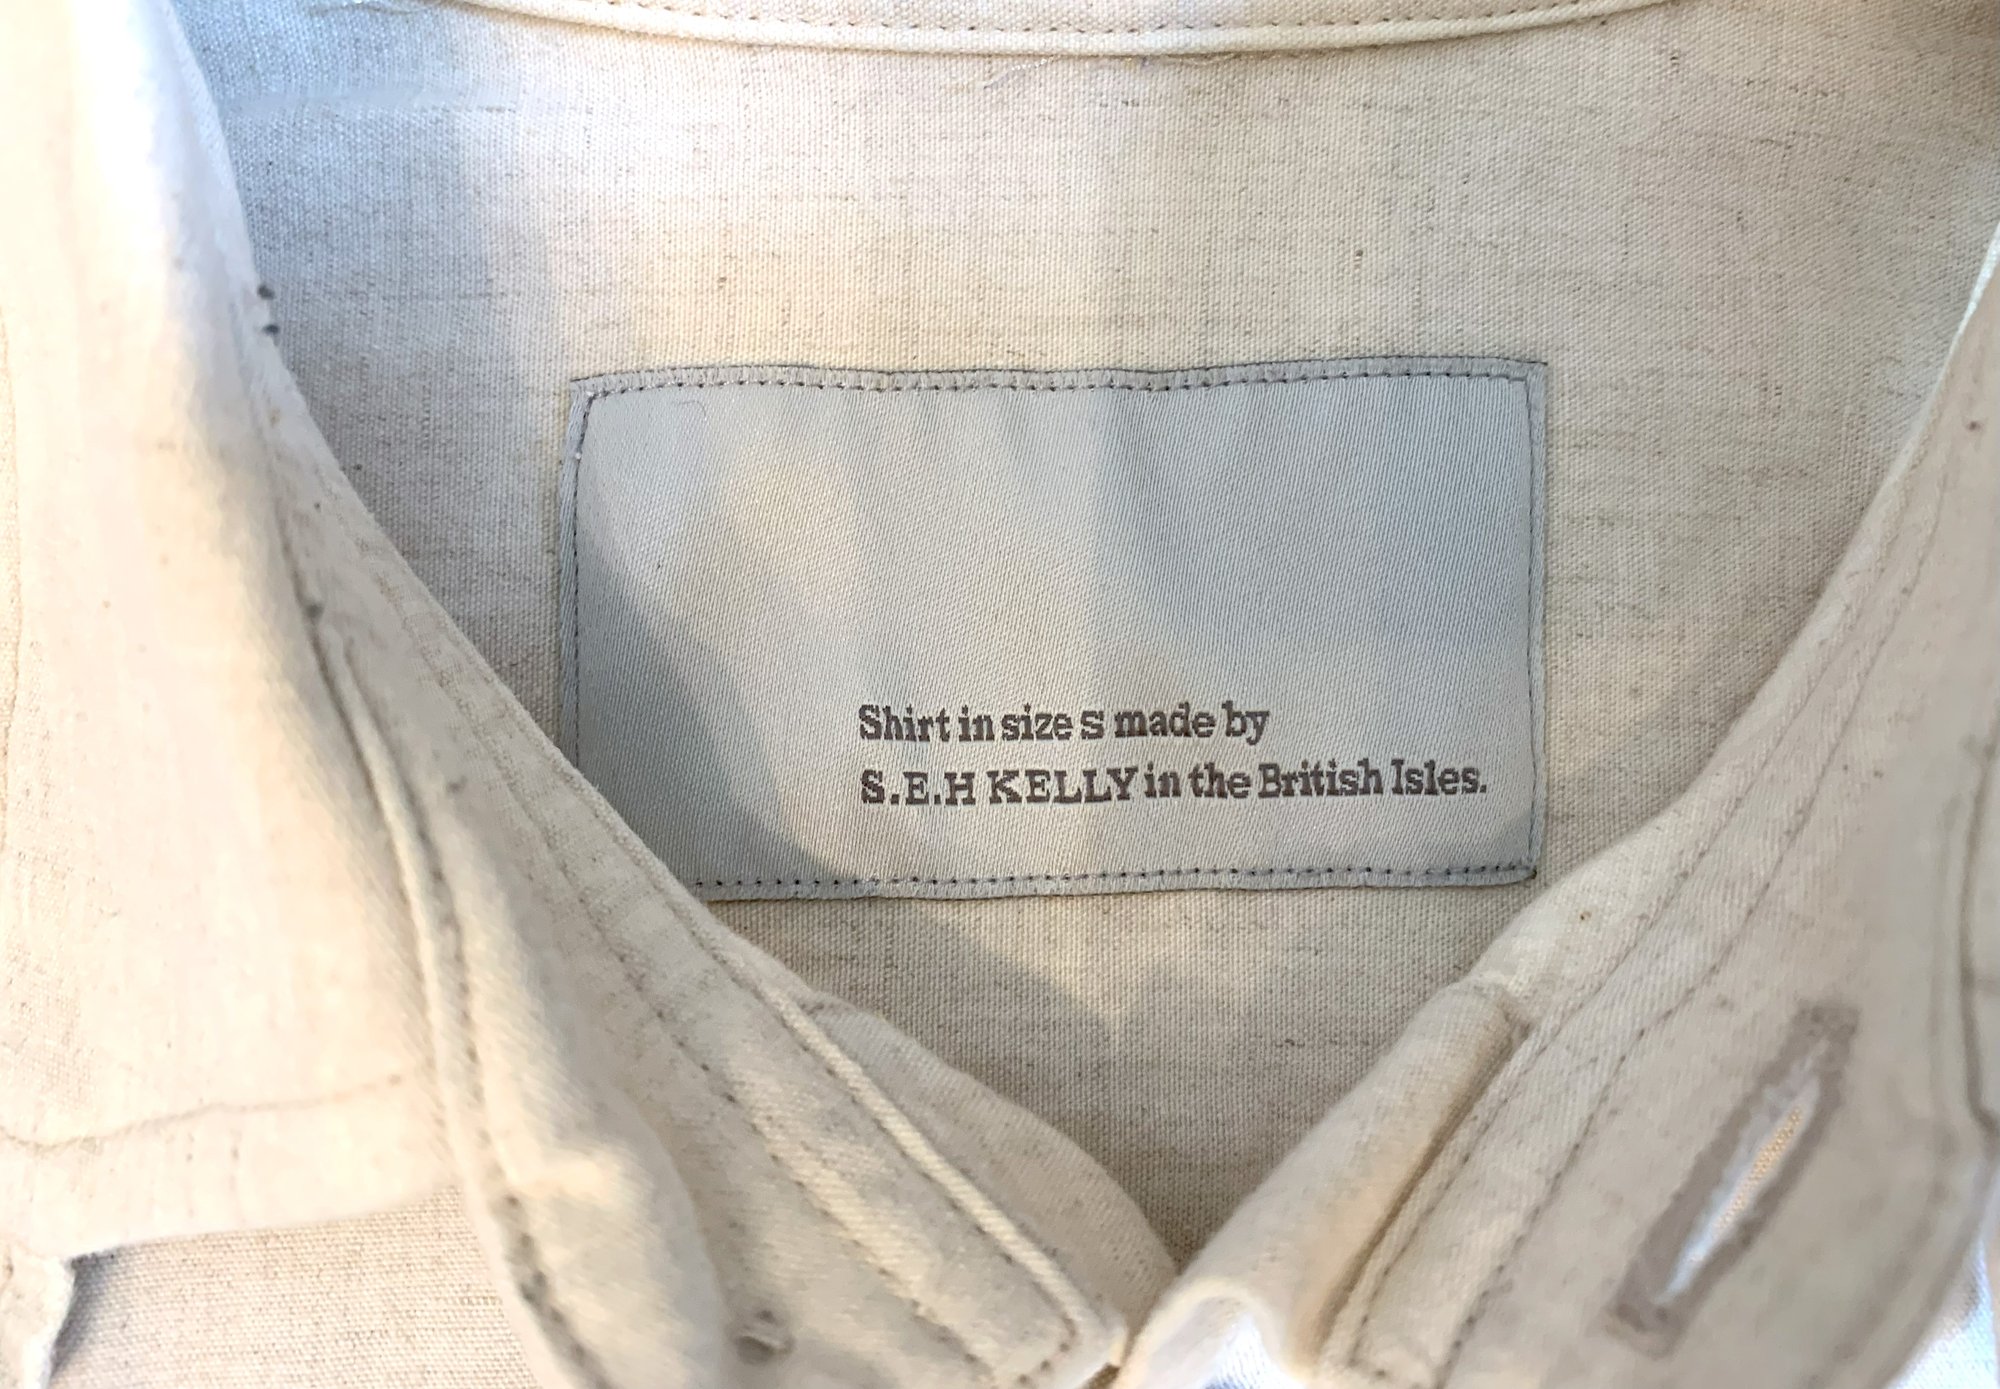 Shirt in size S made by
S.E.H KELLY in the British Isles.